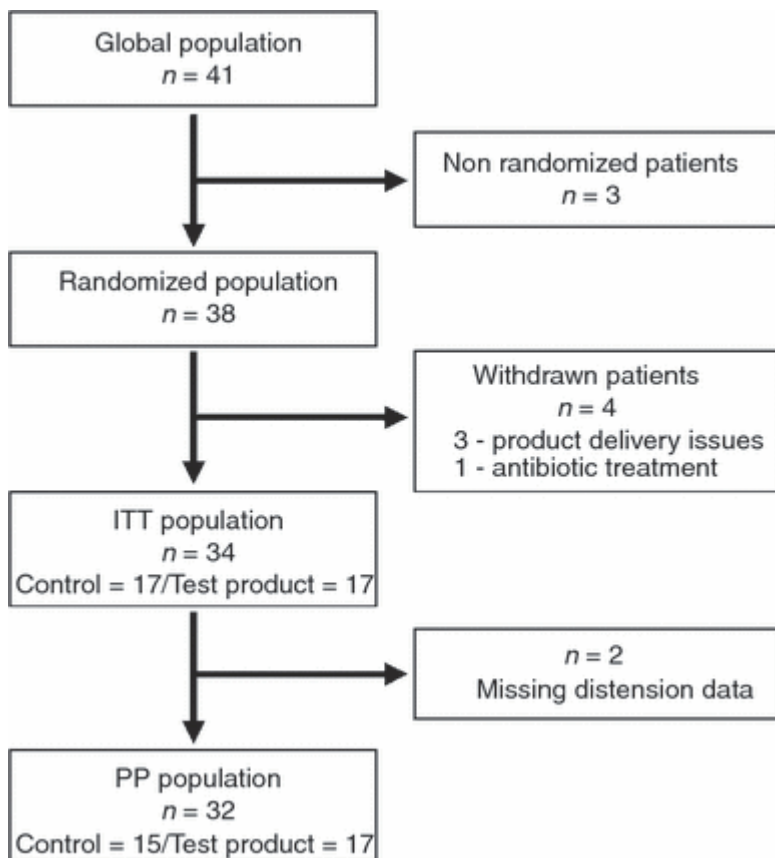 Global population
n = 41
Non randomized patients
n = 3
Randomized population
n = 38
Withdrawn patients
n = 4
3 - product delivery issues
1 - antibiotic treatment
ITT population
n = 34
Control = 17/Test product = 17
n = 2
Missing distension data
PP population
n = 32
Control = 15/Test product = 17